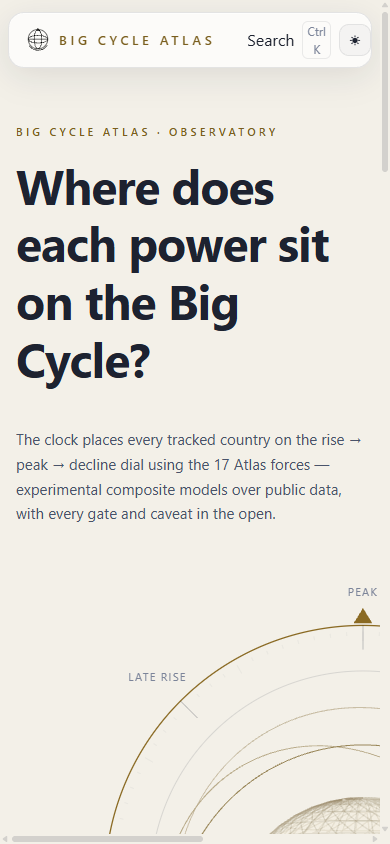 BIG CYCLE ATLAS
Search
Ctrl
K
BIG CYCLE ATLAS · OBSERVATORY
Where does
each power sit
on the Big
Cycle?
The clock places every tracked country on the rise →
peak → decline dial using the 17 Atlas forces —
experimental composite models over public data,
with every gate and caveat in the open.
PEAK
LATE RISE